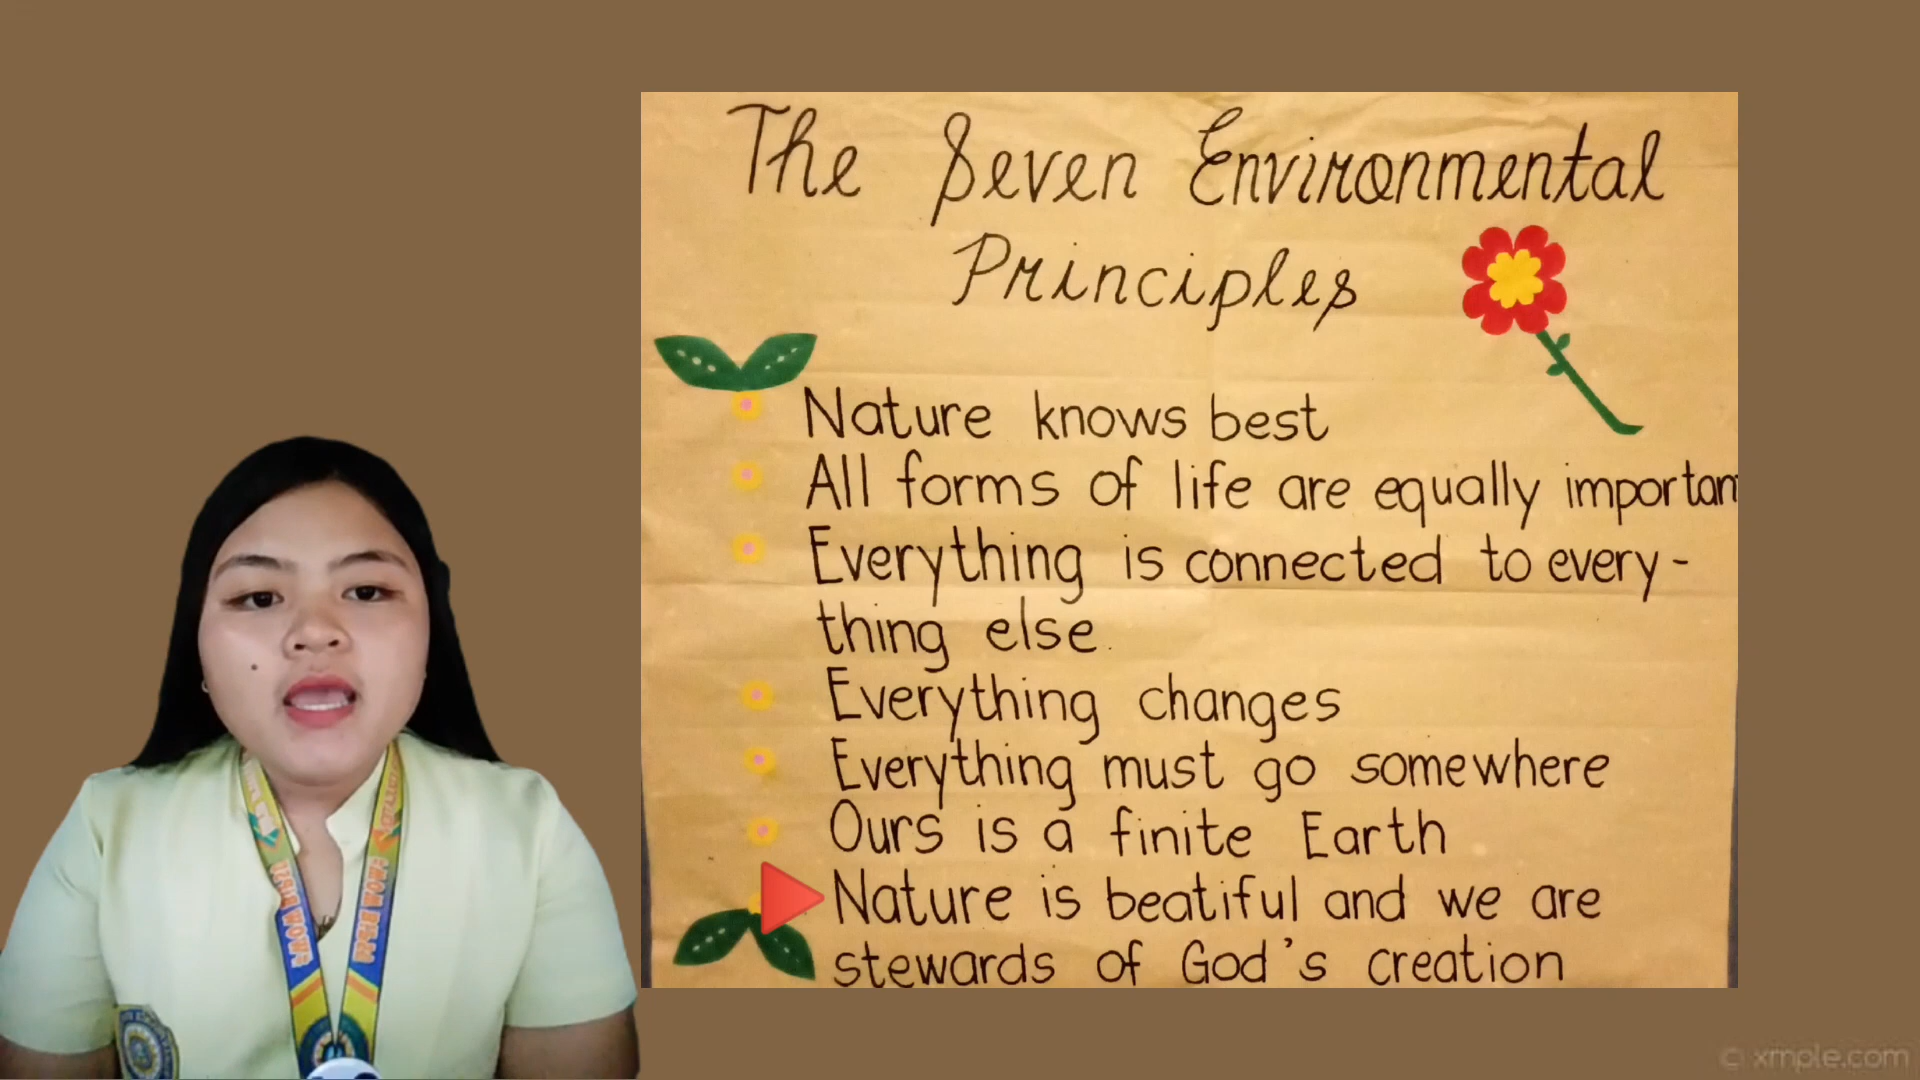 The Seven Environmental
Principles
Nature knows best
All forms of life are equally importan
Everything is connected to every-
thing else.
Everything changes
Everything must go somewhere
Ours is a finite Earth
Nature is beatiful and we are
stewards of God's creation
© xmple.com